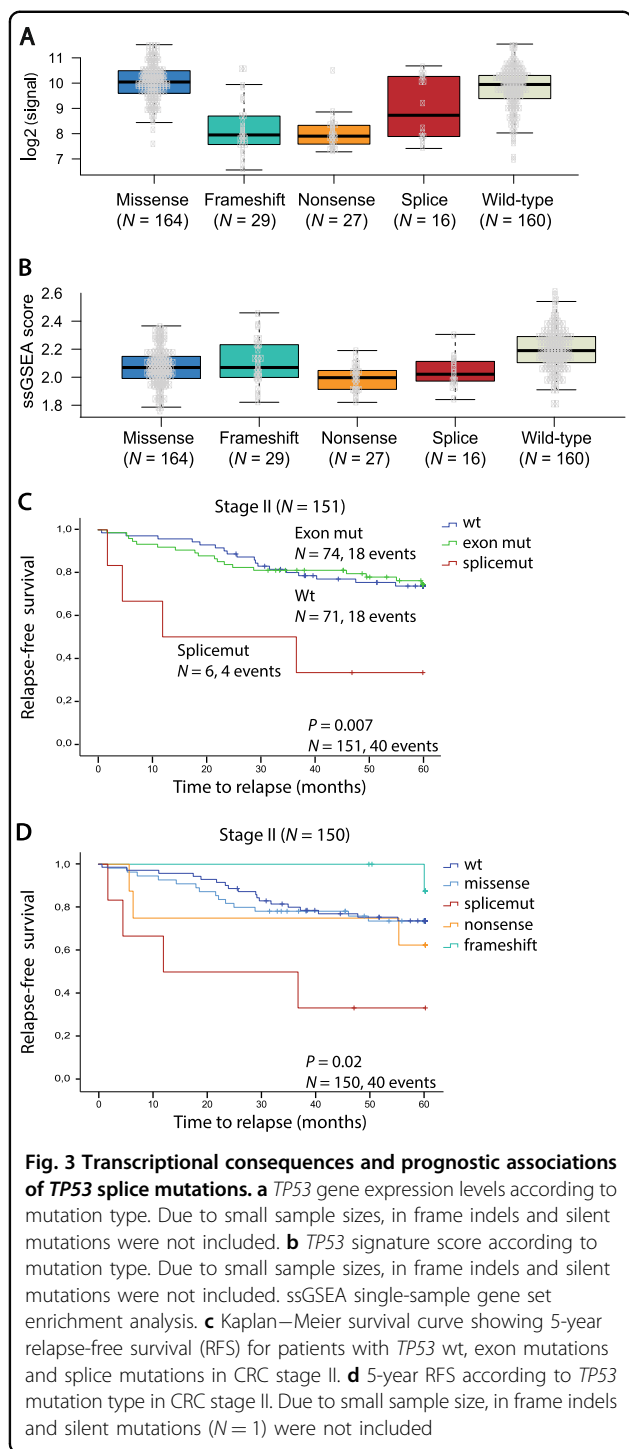 A
log2 (signal)
11
10
9
8
7
Missense
(N = 164)
Frameshift
(N = 29)
Nonsense
(N = 27)
Splice
(N = 16)
Wild-type
(N = 160)
B
ssGSEA score
2.6
2.4
2.2
2.0
1.8
Missense
(N = 164)
Frameshift
(N = 29)
Nonsense
(N = 27)
Splice
(N = 16)
Wild-type
(N = 160)
C
Stage II (N = 151)
Relapse-free survival
1,0
0,8
0,6
0,4
0,2
0,0
Exon mut
N = 74, 18 events
Wt
N = 71, 18 events
Splicemut
N = 6, 4 events
P = 0.007
N = 151, 40 events
wt
exon mut
splicemut
0 10 20 30 40 50 60
Time to relapse (months)
D
Stage II (N = 150)
Relapse-free survival
1,0
0,8
0,6
0,4
0,2
0,0
P = 0.02
N = 150, 40 events
wt
missense
splicemut
nonsense
frameshift
0 10 20 30 40 50 60
Time to relapse (months)
Fig. 3 Transcriptional consequences and prognostic associations
of TP53 splice mutations. a TP53 gene expression levels according to
mutation type. Due to small sample sizes, in frame indels and silent
mutations were not included. b TP53 signature score according to
mutation type. Due to small sample sizes, in frame indels and silent
mutations were not included. ssGSEA single-sample gene set
enrichment analysis. c Kaplan−Meier survival curve showing 5-year
relapse-free survival (RFS) for patients with TP53 wt, exon mutations
and splice mutations in CRC stage II. d 5-year RFS according to TP53
mutation type in CRC stage II. Due to small sample size, in frame indels
and silent mutations (N = 1) were not included